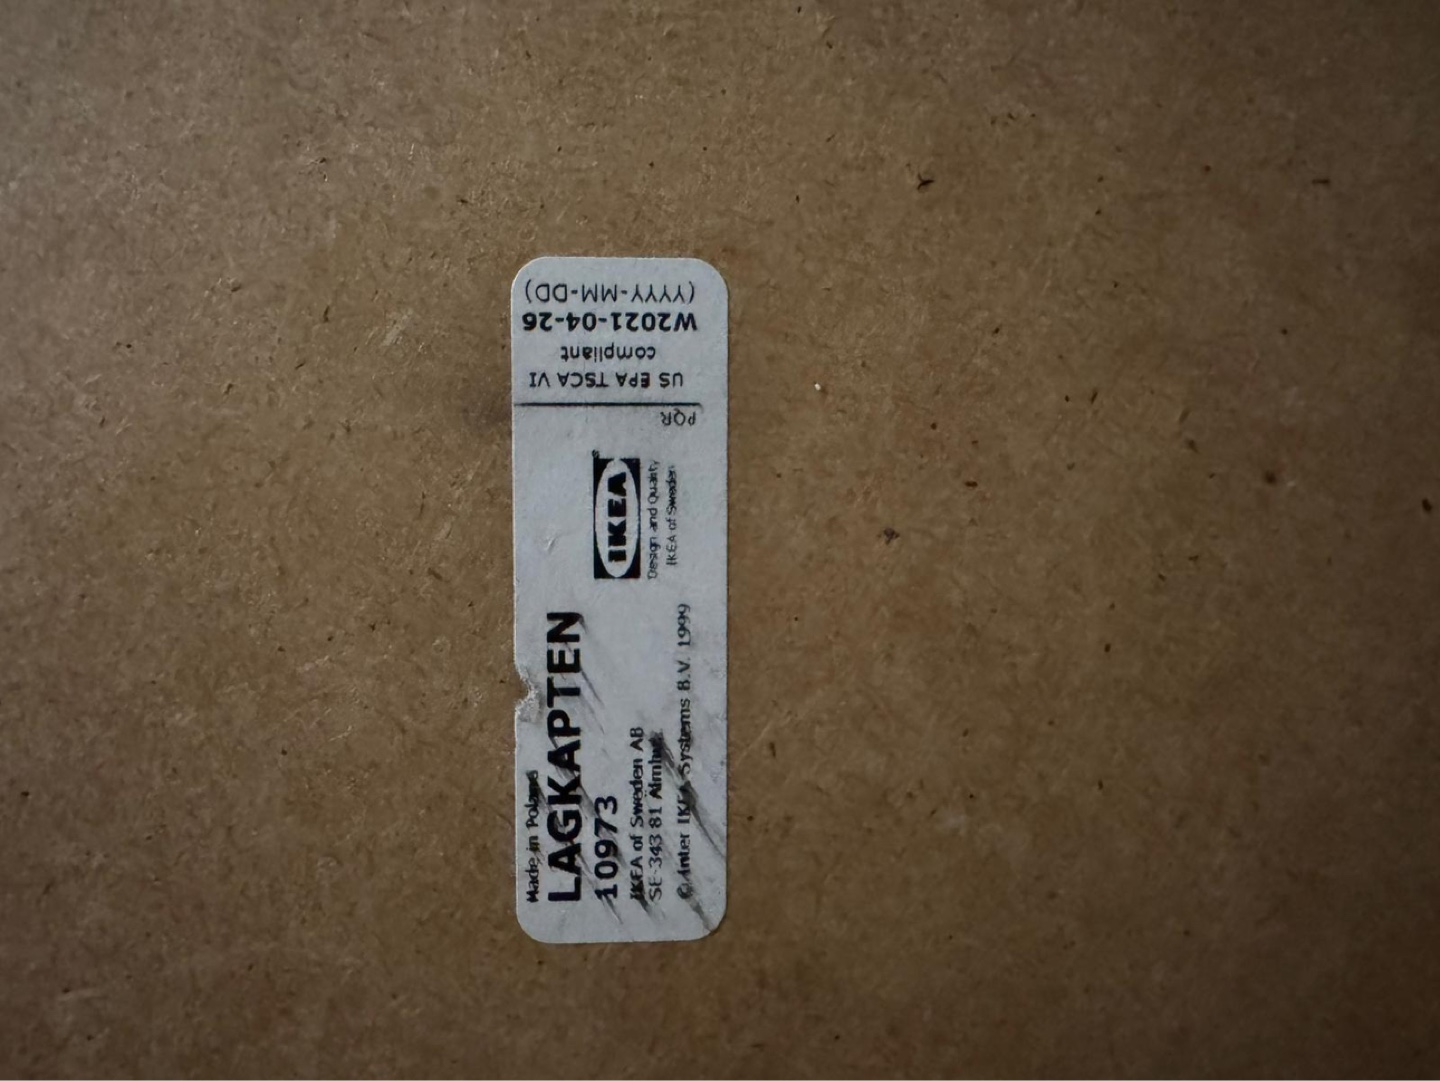 Made in Poland
LAGKAPTEN
10973
IKEA of Sweden AB
SE-343 81 Älmhult
© Inter IKEA Systems B.V. 1999
IKEA®
Design and Quality
IKEA of Sweden
PQR
US EPA TSCA VI
compliant
W2021-04-26
(YYYY-MM-DD)